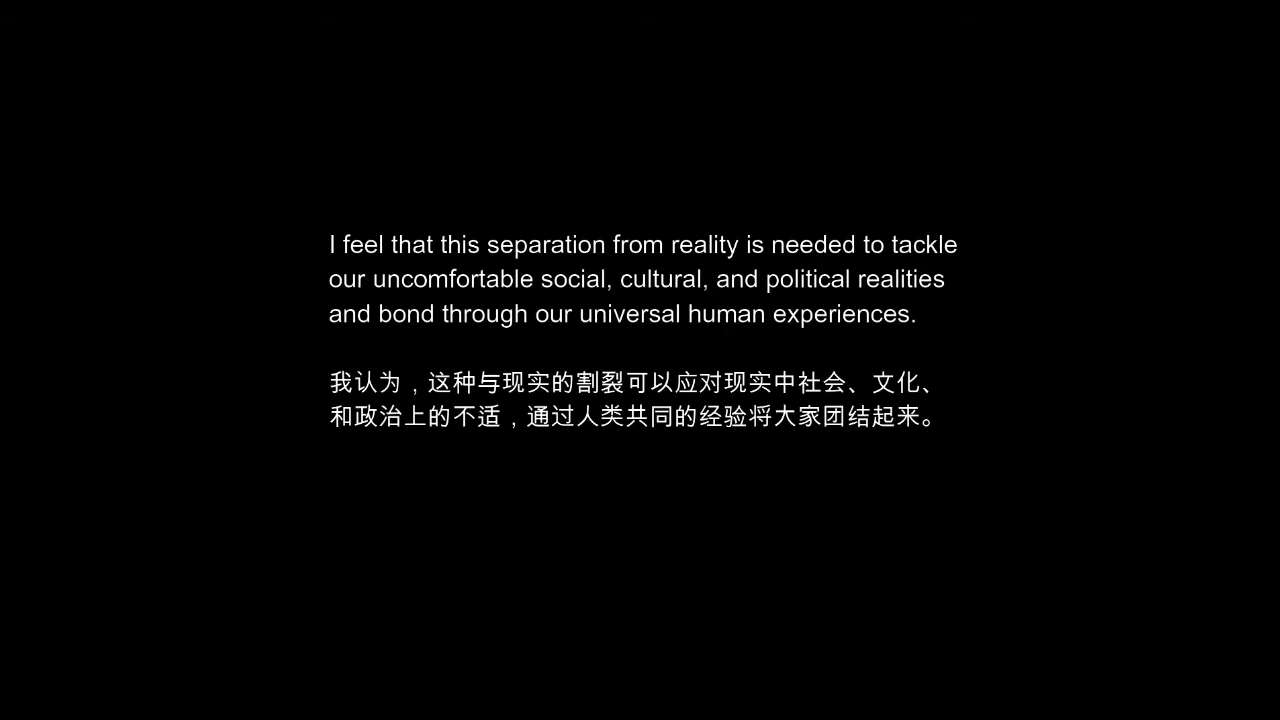 I feel that this separation from reality is needed to tackle
our uncomfortable social, cultural, and political realities
and bond through our universal human experiences.
我认为，这种与现实的割裂可以应对现实中社会、文化、
和政治上的不适，通过人类共同的经验将大家团结起来。